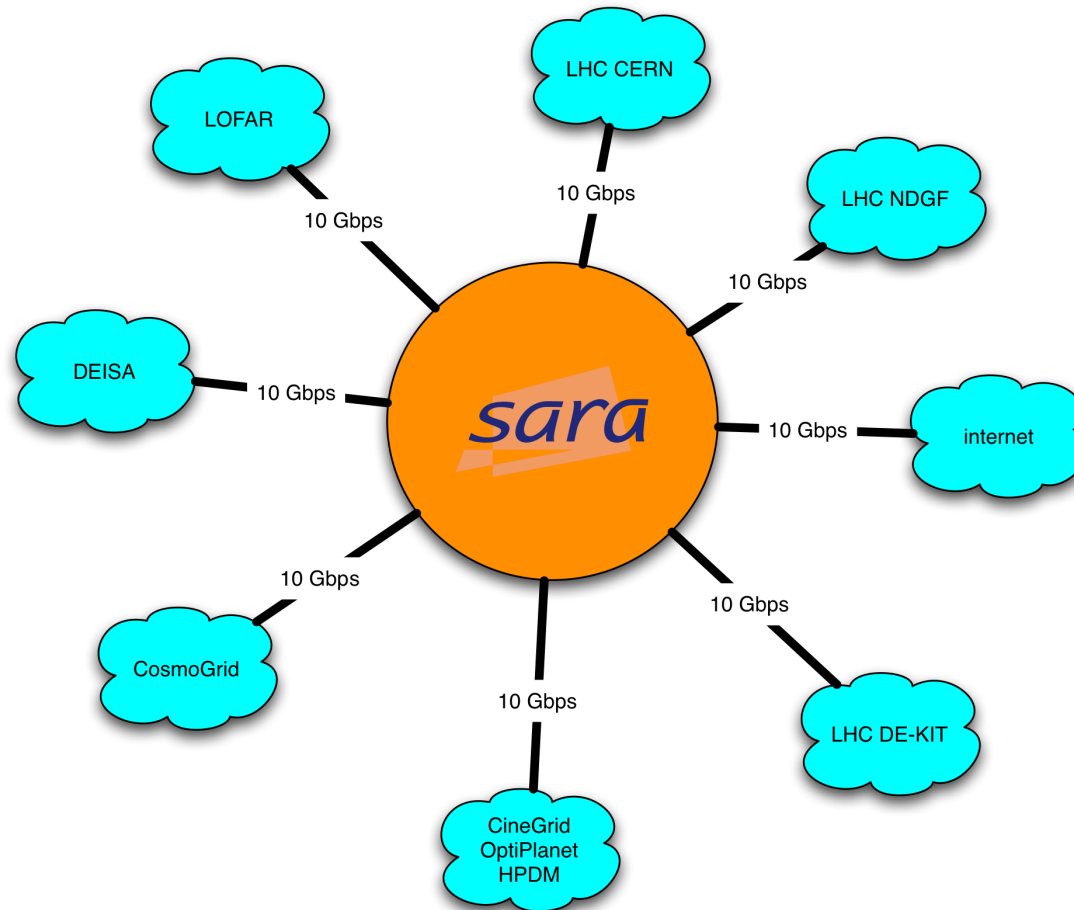 LHC CERN
LOFAR
10 Gbps
LHC NDGF
10 Gbps
10 Gbps
DEISA
10 Gbps
sara
10 Gbps
internet
10 Gbps
10 Gbps
CosmoGrid
10 Gbps
LHC DE-KIT
CineGrid
OptiPlanet
HPDM